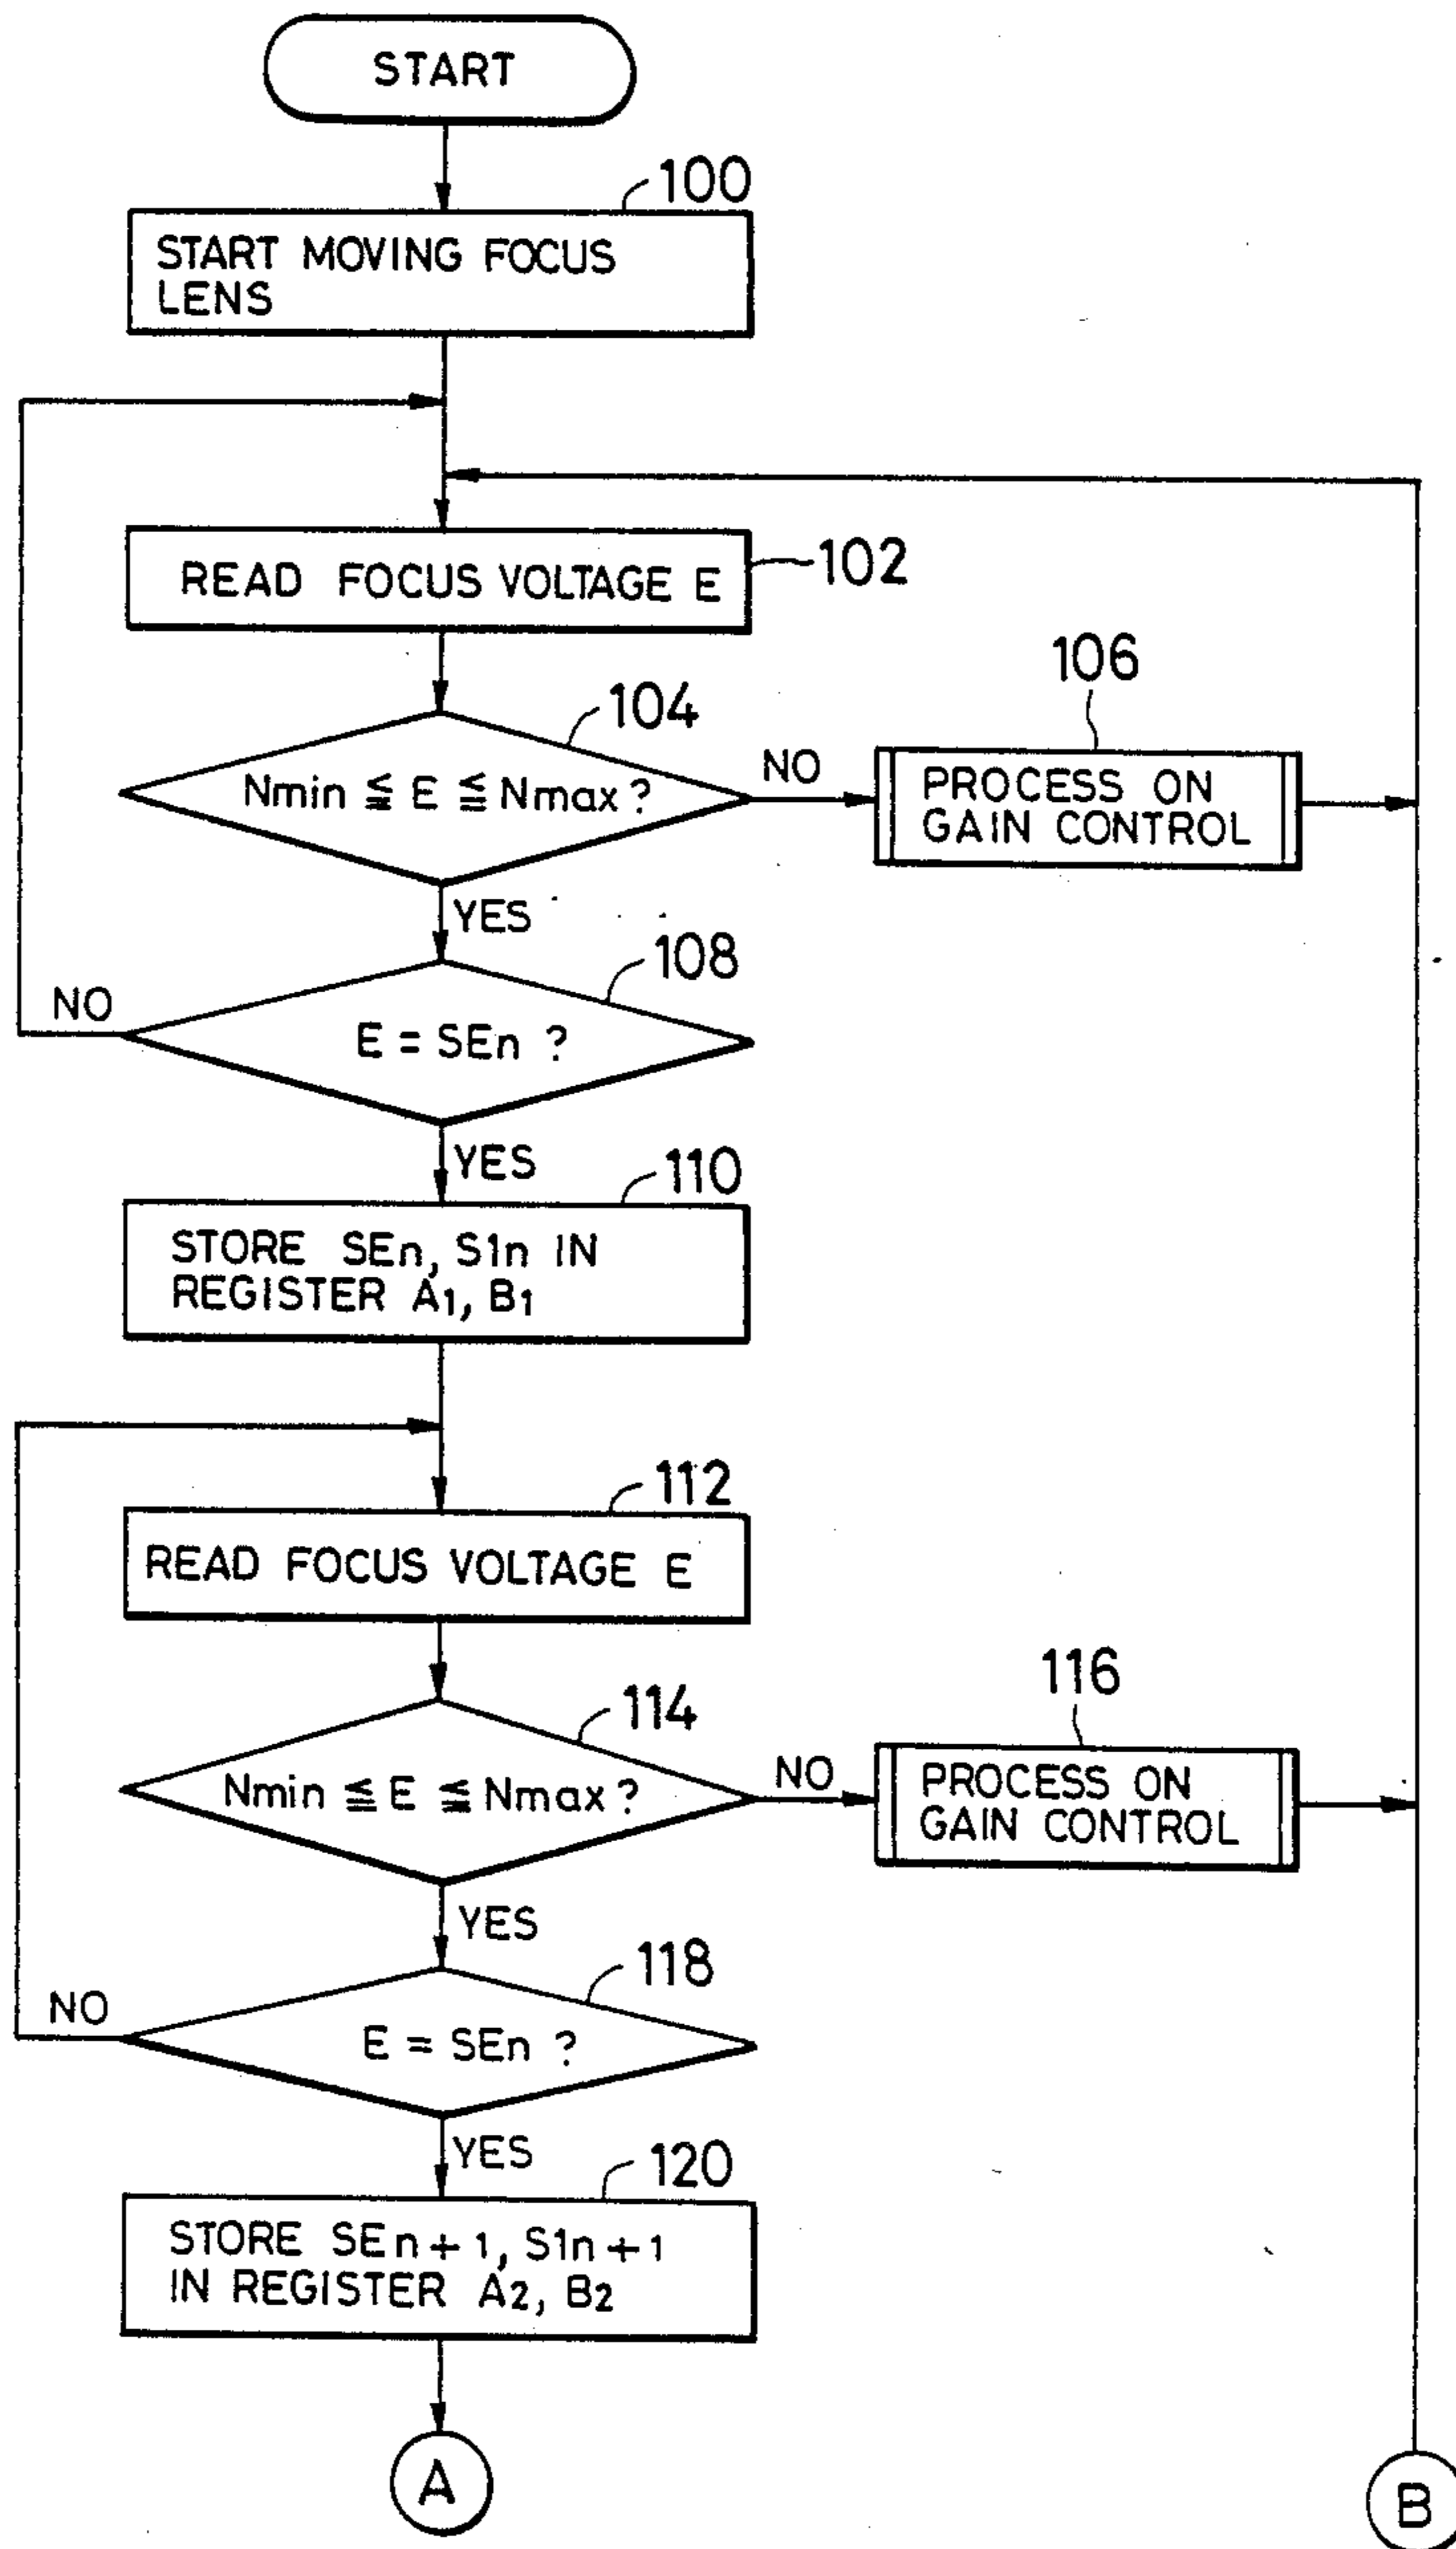 START
100
START MOVING FOCUS
LENS
READ FOCUS VOLTAGE E
102
106
104
Nmin ≦ E ≦ Nmax ?
NO
PROCESS ON
GAIN CONTROL
YES
108
NO
E = SEn ?
YES
110
STORE SEn, S1n IN
REGISTER A1, B1
112
READ FOCUS VOLTAGE E
116
114
Nmin ≦ E ≦ Nmax ?
NO
PROCESS ON
GAIN CONTROL
YES
118
NO
E = SEn ?
YES
120
STORE SEn+1, S1n+1
IN REGISTER A2, B2
A
B